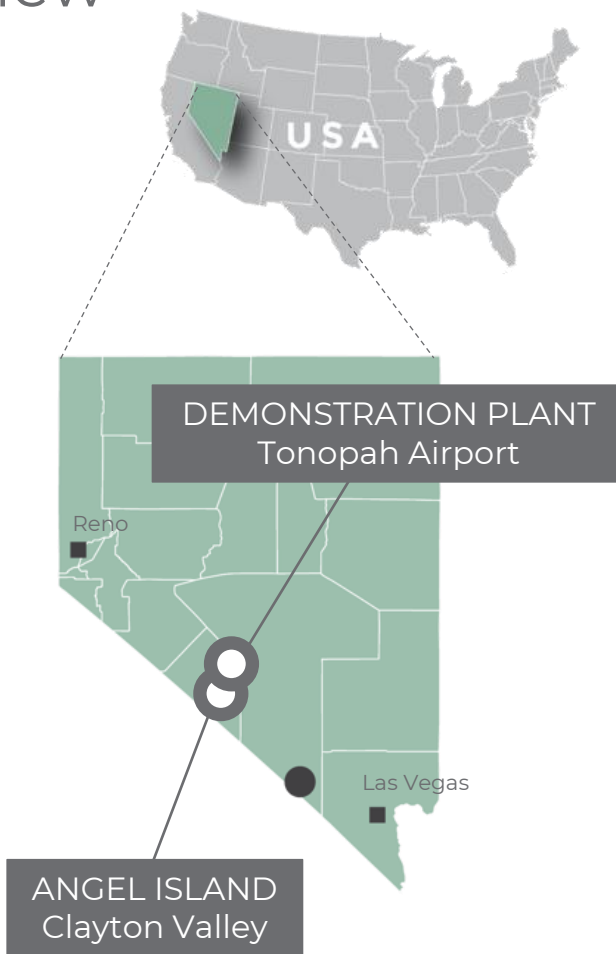 USA
DEMONSTRATION PLANT
Tonopah Airport
Reno
Las Vegas
ANGEL ISLAND
Clayton Valley